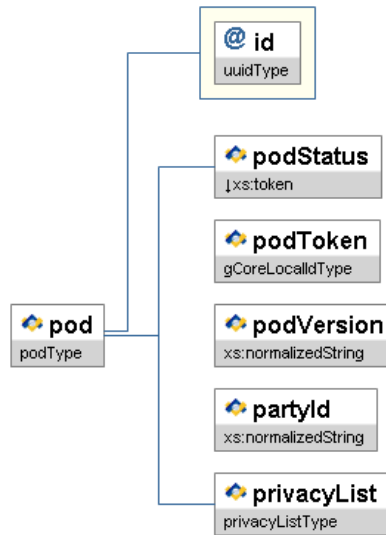 @ id
uuidType
podStatus
↓xs:token
podToken
gCoreLocalIdType
pod
podType
podVersion
xs:normalizedString
partyId
xs:normalizedString
privacyList
privacyListType